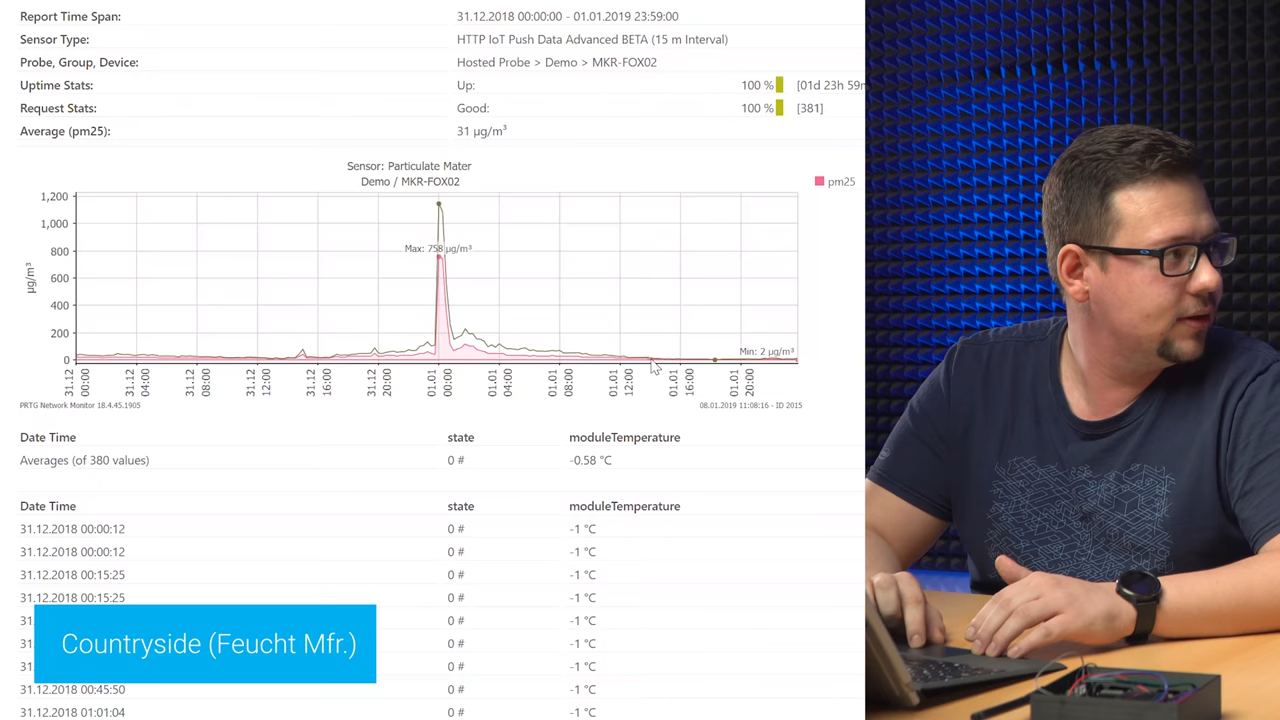 Report Time Span: 31.12.2018 00:00:00 - 01.01.2019 23:59:00
Sensor Type: HTTP IoT Push Data Advanced BETA (15 m Interval)
Probe, Group, Device: Hosted Probe > Demo > MKR-FOX02
Uptime Stats: Up: 100 % [01d 23h 59m
Request Stats: Good: 100 % [381]
Average (pm25): 31 µg/m³
Sensor: Particulate Mater
Demo / MKR-FOX02
pm25
1,200
1,000
800
600
400
200
0
µg/m³
Max: 758 µg/m³
Min: 2 µg/m³
31.12 00:00
31.12 04:00
31.12 08:00
31.12 12:00
31.12 16:00
31.12 20:00
01.01 00:00
01.01 04:00
01.01 08:00
01.01 12:00
01.01 16:00
01.01 20:00
PRTG Network Monitor 18.4.45.1905
08.01.2019 11:08:16 - ID 2015
Date Time state moduleTemperature
Averages (of 380 values) 0 # -0.58 °C
Date Time state moduleTemperature
31.12.2018 00:00:12 0 # -1 °C
31.12.2018 00:00:12 0 # -1 °C
31.12.2018 00:15:25 0 # -1 °C
31.12.2018 00:15:25 0 # -1 °C
0 # -1 °C
0 # -1 °C
0 # -1 °C
31.12.2018 00:45:50 0 # -1 °C
31.12.2018 01:01:04 0 # -1 °C
Countryside (Feucht Mfr.)